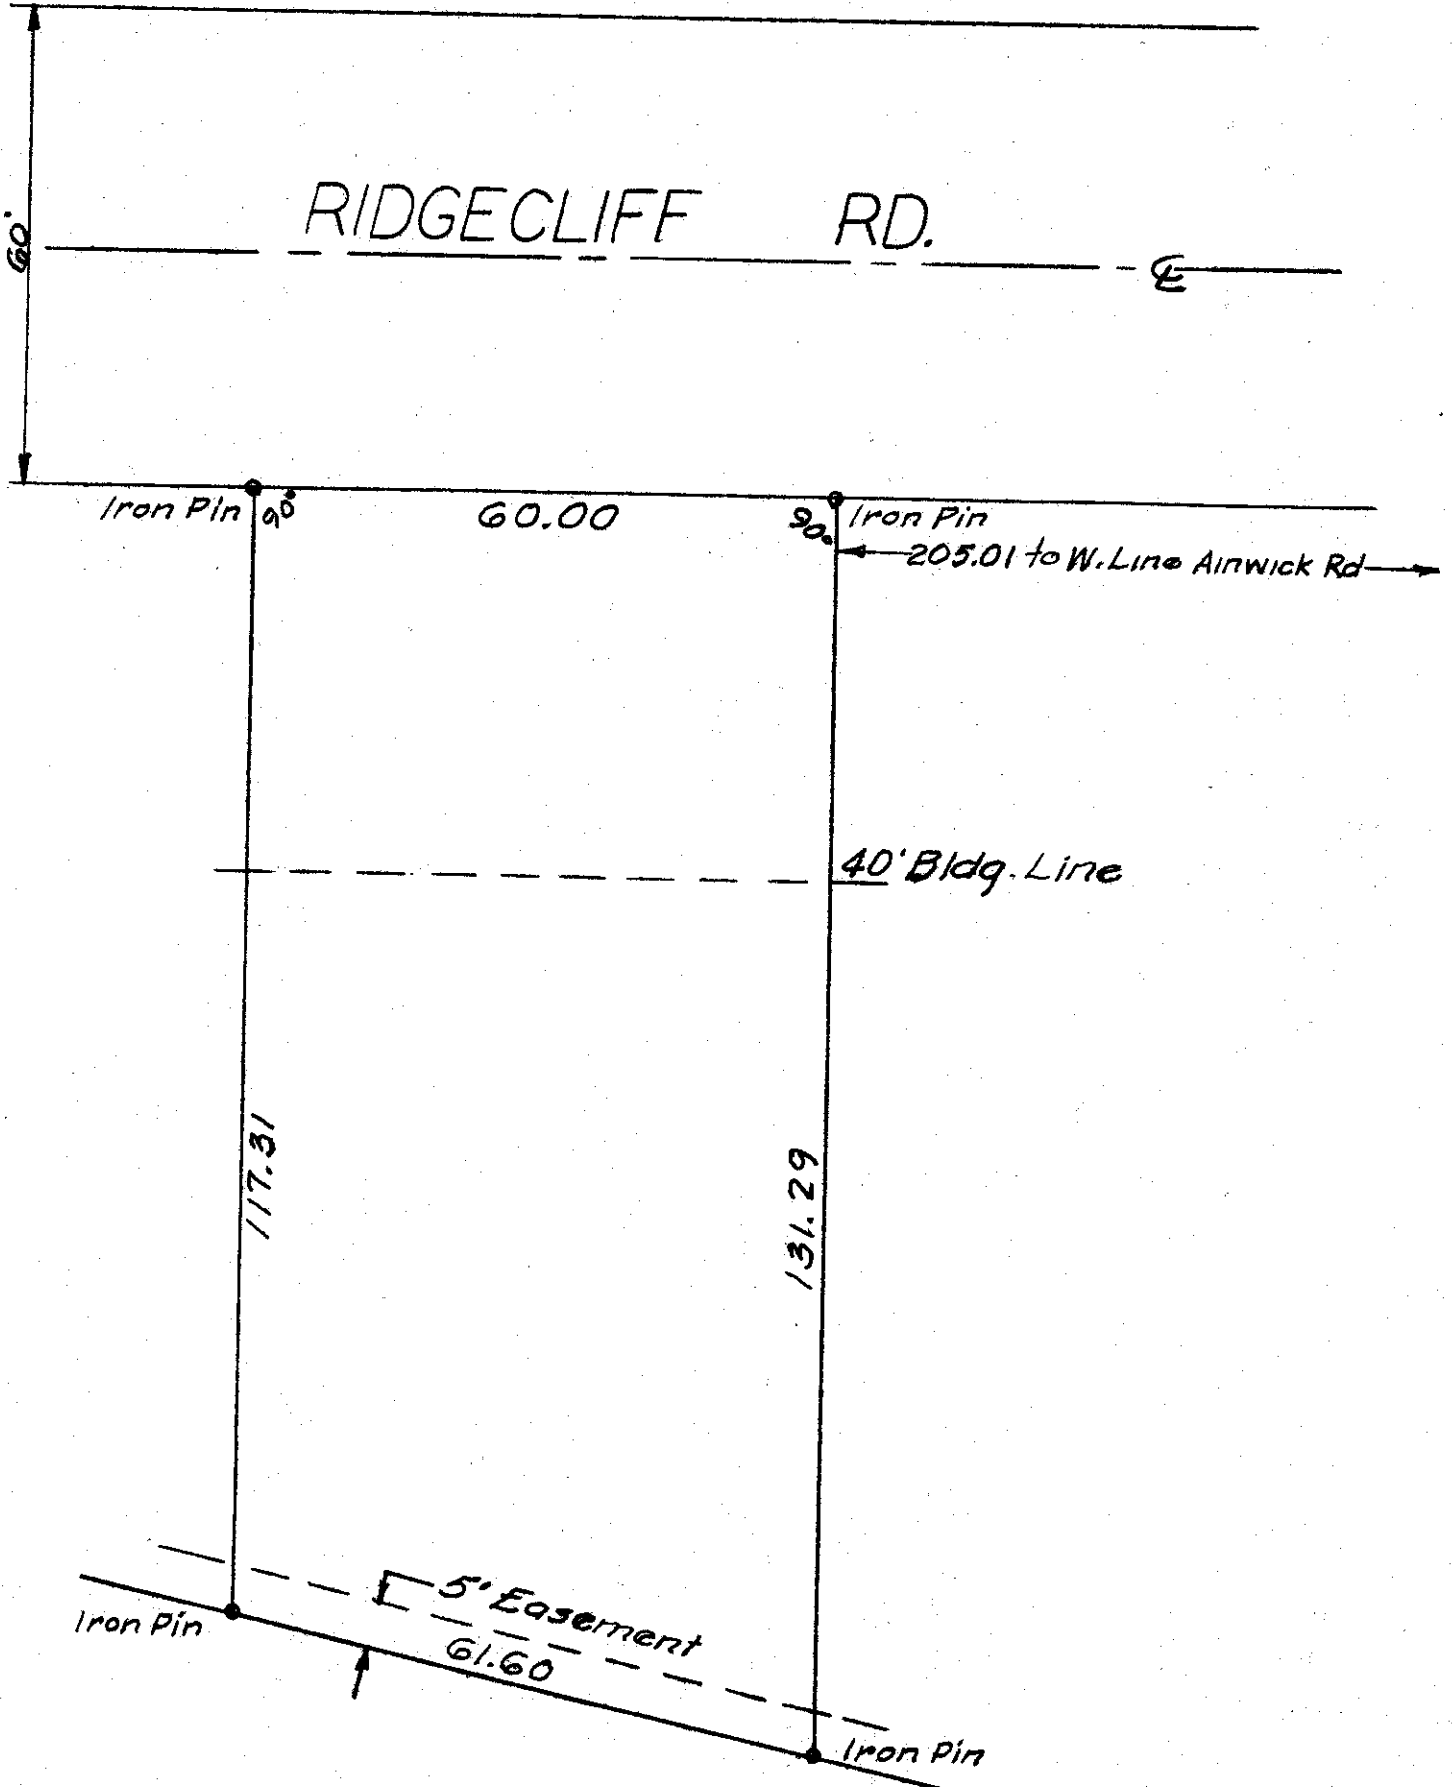 60'
RIDGECLIFF RD.
℄
Iron Pin
90°
60.00
90°
Iron Pin
205.01 to W. Line Ainwick Rd
40' Bldg. Line
117.31
131.29
5' Easement
61.60
Iron Pin
Iron Pin